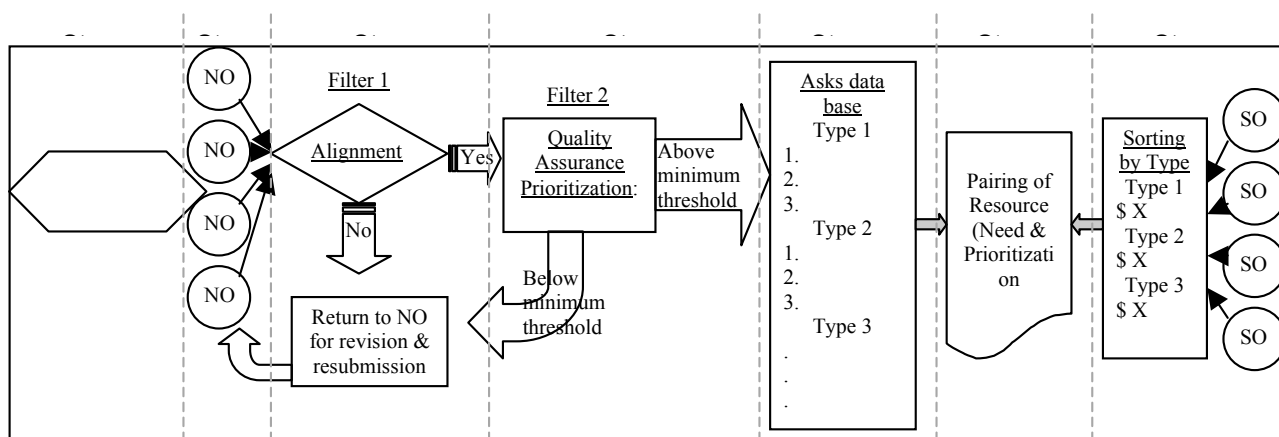 NO
NO
NO
NO
Filter 1
Alignment
Yes
No
Return to NO
for revision &
resubmission
Filter 2
Quality
Assurance
Prioritization:
Above
minimum
threshold
Below
minimum
threshold
Asks data
base
Type 1
1.
2.
3.
Type 2
1.
2.
3.
Type 3
.
.
.
Pairing of
Resource
(Need &
Prioritizati
on
Sorting
by Type
Type 1
$ X
Type 2
$ X
Type 3
$ X
SO
SO
SO
SO